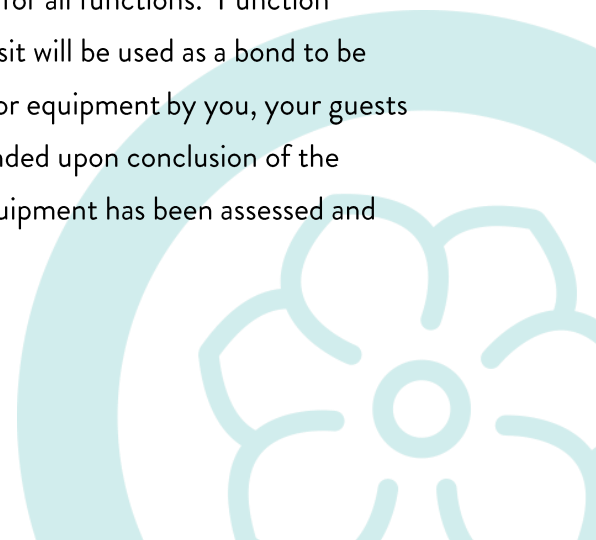 for all functions. Function
sit will be used as a bond to be
or equipment by you, your guests
nded upon conclusion of the
uipment has been assessed and